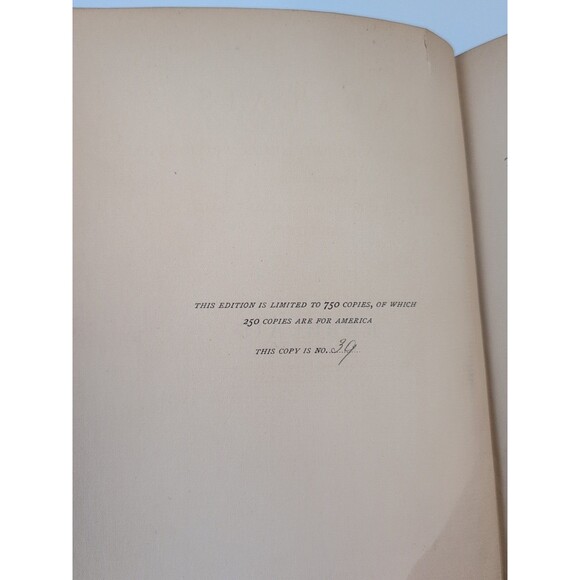 THIS EDITION IS LIMITED TO 750 COPIES, OF WHICH
250 COPIES ARE FOR AMERICA
THIS COPY IS NO. 39